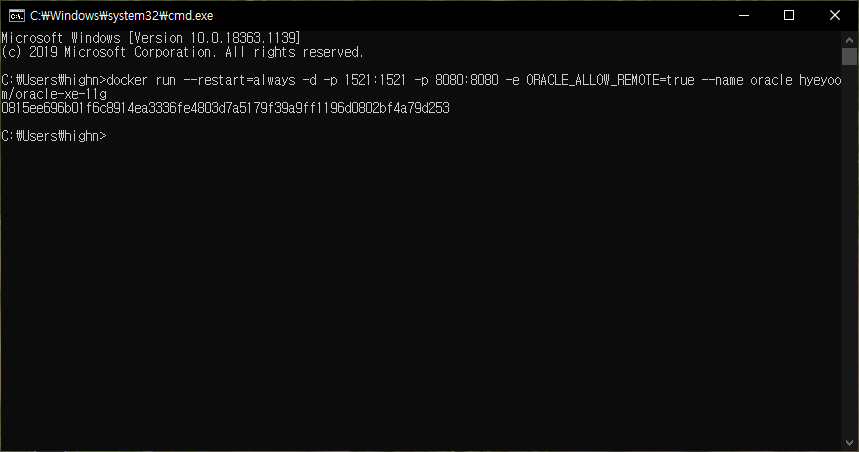 C:₩Windows₩system32₩cmd.exe
Microsoft Windows [Version 10.0.18363.1139]
(c) 2019 Microsoft Corporation. All rights reserved.
C:₩Users₩highn>docker run --restart=always -d -p 1521:1521 -p 8080:8080 -e ORACLE_ALLOW_REMOTE=true --name oracle hyeyoo
m/oracle-xe-11g
0815ee696b01f6c8914ea3336fe4803d7a5179f39a9ff1196d0802bf4a79d253
C:₩Users₩highn>